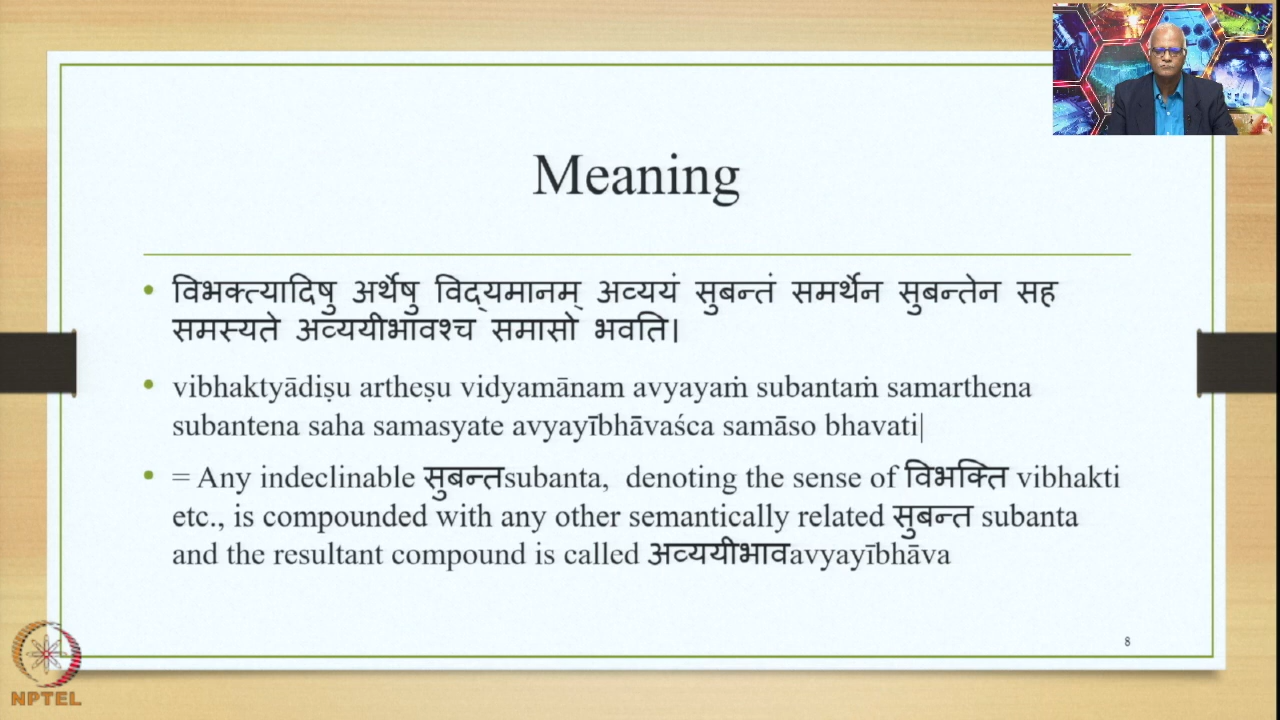 Meaning
विभक्त्यादिषु अर्थेषु विद्यमानम् अव्ययं सुबन्तं समर्थेन सुबन्तेन सह
समस्यते अव्ययीभावश्च समासो भवति।
vibhaktyādiṣu artheṣu vidyamānam avyayaṁ subantaṁ samarthena
subantena saha samasyate avyayībhāvaśca samāso bhavati|
= Any indeclinable सुबन्तsubanta, denoting the sense of विभक्ति vibhakti
etc., is compounded with any other semantically related सुबन्त subanta
and the resultant compound is called अव्ययीभावavyayībhāva
8
NPTEL